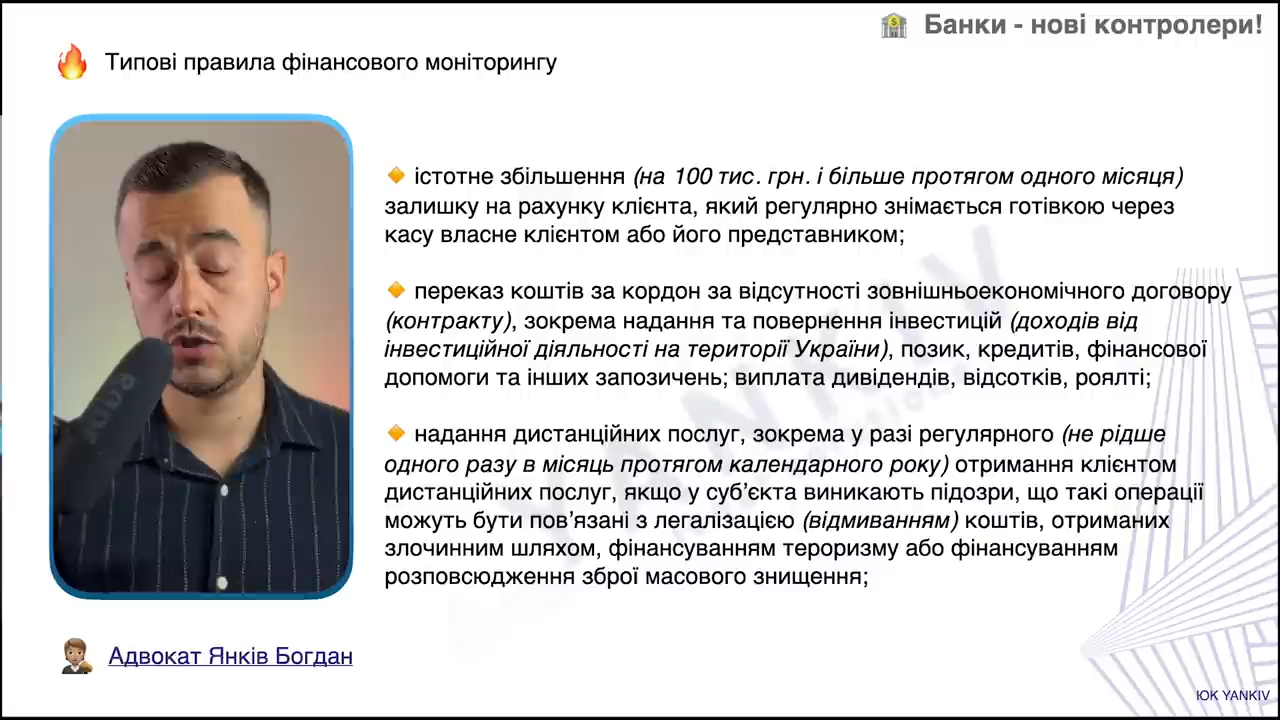 Банки - нові контролери!
Типові правила фінансового моніторингу
істотне збільшення (на 100 тис. грн. і більше протягом одного місяця)
залишку на рахунку клієнта, який регулярно знімається готівкою через
касу власне клієнтом або його представником;
переказ коштів за кордон за відсутності зовнішньоекономічного договору
(контракту), зокрема надання та повернення інвестицій (доходів від
інвестиційної діяльності на території України), позик, кредитів, фінансової
допомоги та інших запозичень; виплата дивідендів, відсотків, роялті;
надання дистанційних послуг, зокрема у разі регулярного (не рідше
одного разу в місяць протягом календарного року) отримання клієнтом
дистанційних послуг, якщо у суб’єкта виникають підозри, що такі операції
можуть бути пов’язані з легалізацією (відмиванням) коштів, отриманих
злочинним шляхом, фінансуванням тероризму або фінансуванням
розповсюдження зброї масового знищення;
YANKIV
Адвокат Янків Богдан
ЮК YANKIV